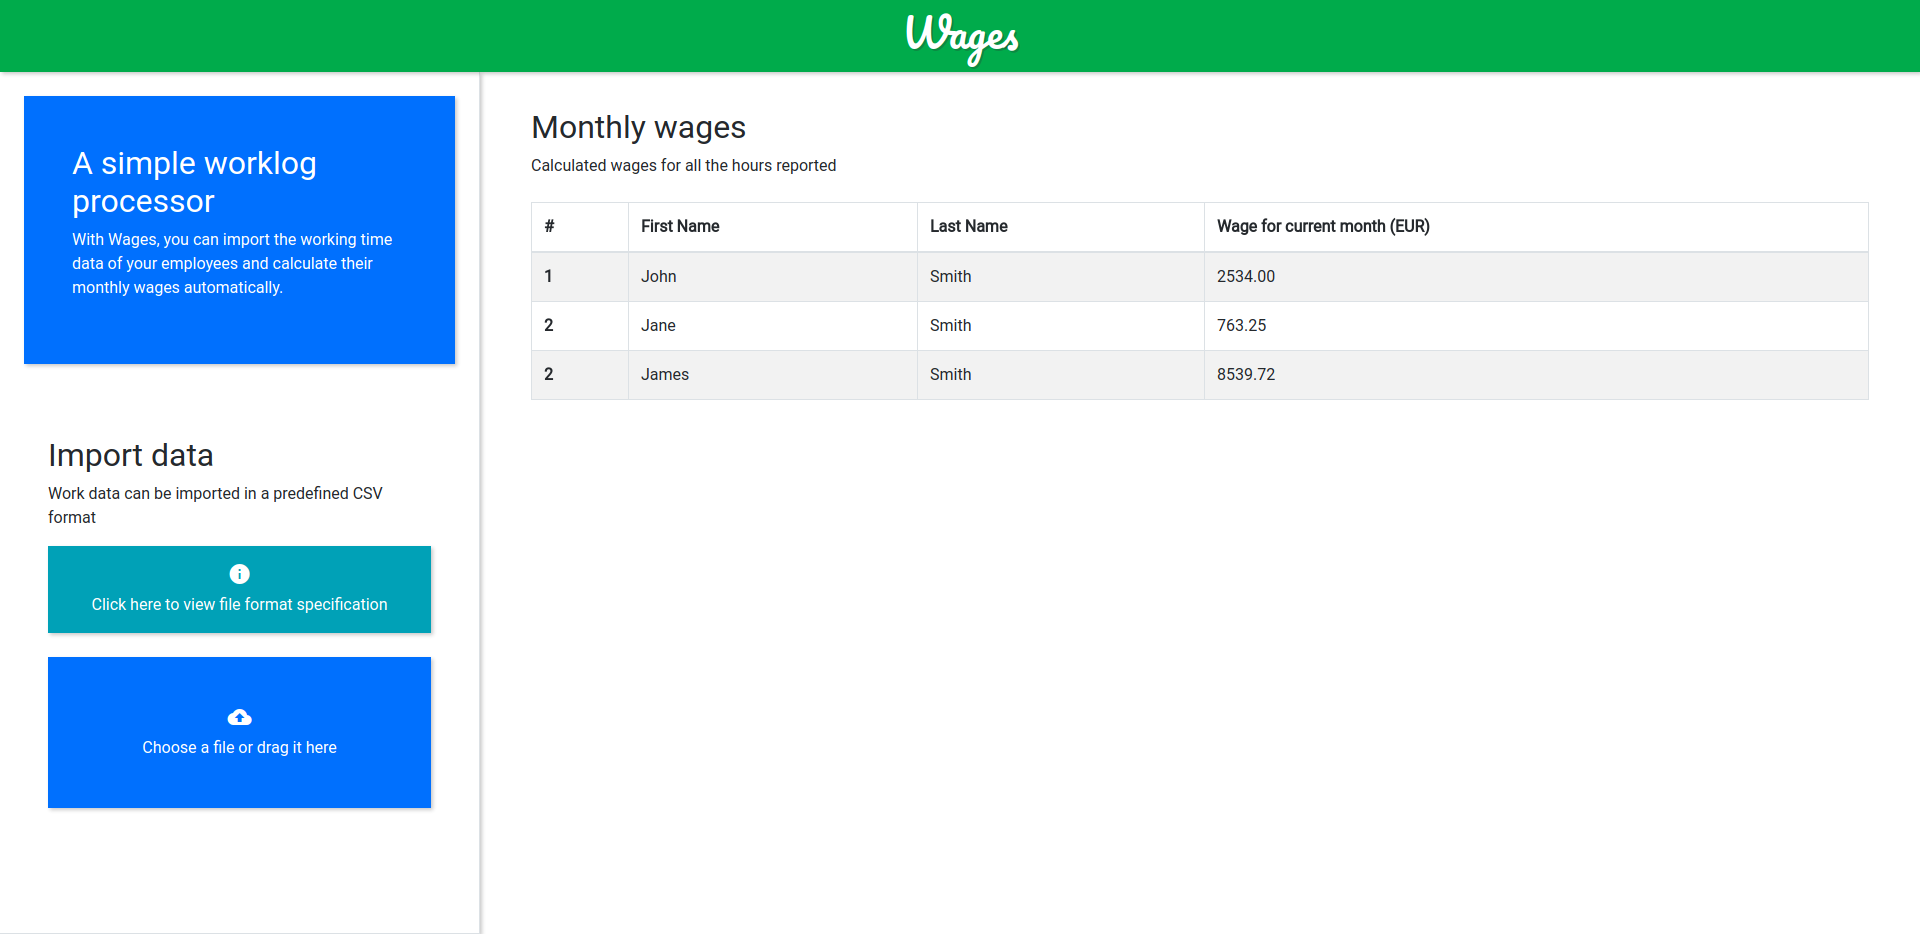 Wages
A simple worklog
processor
With Wages, you can import the working time
data of your employees and calculate their
monthly wages automatically.
Import data
Work data can be imported in a predefined CSV
format
Click here to view file format specification
Choose a file or drag it here
Monthly wages
Calculated wages for all the hours reported
# First Name Last Name Wage for current month (EUR)
1 John Smith 2534.00
2 Jane Smith 763.25
2 James Smith 8539.72